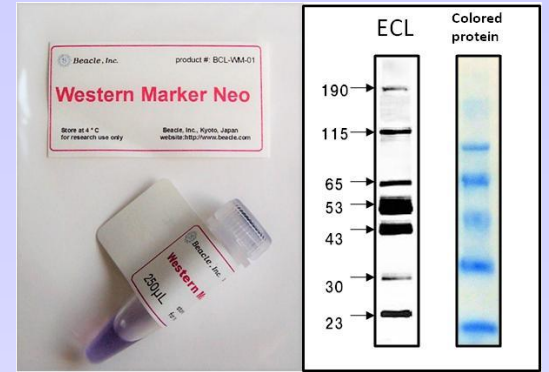 Beacle, Inc.
product #: BCL-WM-01
Western Marker Neo
Store at 4 ° C
for research use only
Beacle, Inc., Kyoto, Japan
website:http://www.beacle.com
Beacle, Inc.
Western M
250µL
ECL
Colored
protein
190
115
65
53
43
30
23